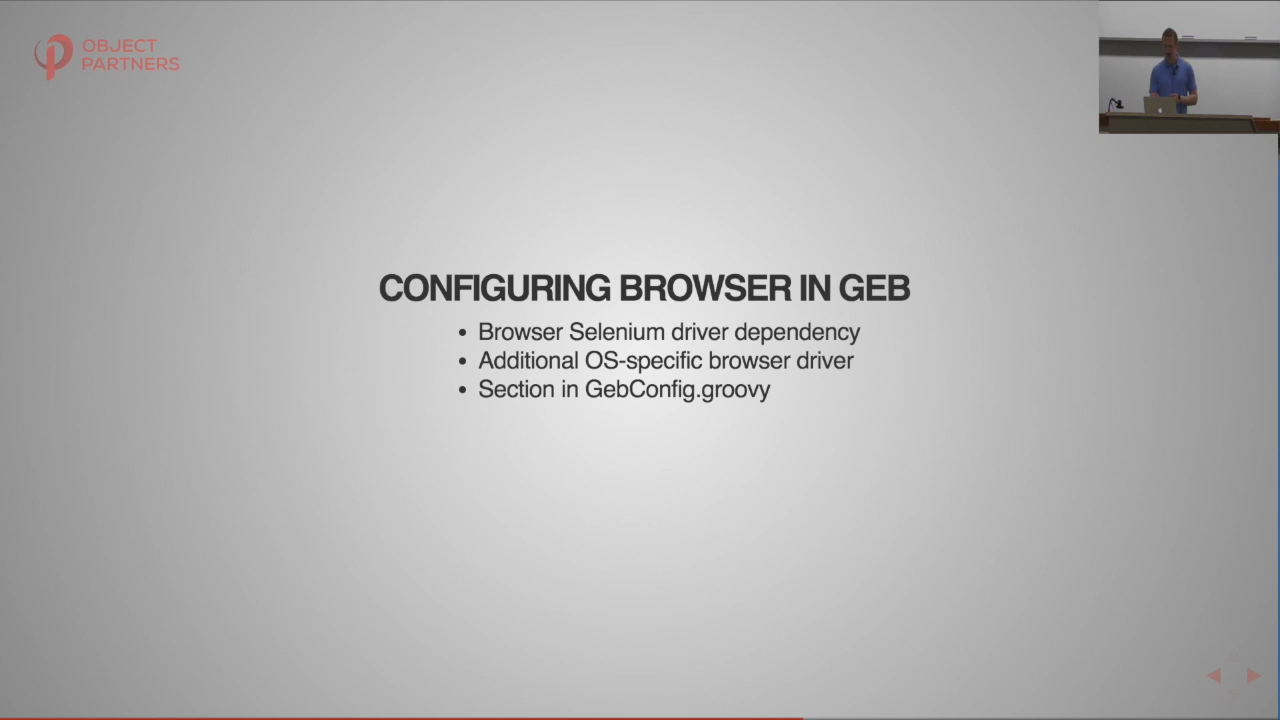 OBJECT
PARTNERS
CONFIGURING BROWSER IN GEB
• Browser Selenium driver dependency
• Additional OS-specific browser driver
• Section in GebConfig.groovy